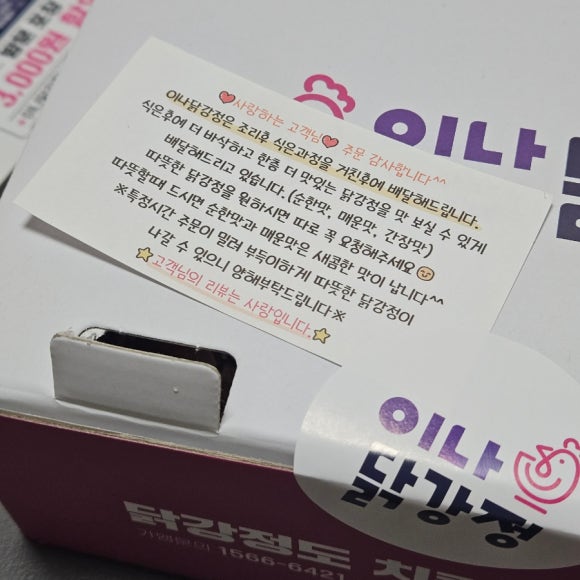 3,000원
이나
♥사랑하는 고객님♥ 주문 감사합니다^^
이나닭강정은 조리후 식은과정을 거친후에 배달해드립니다.
식은후에 더 바삭하고 한층 더 맛있는 닭강정을 맛 보실 수 있게
배달해드리고 있습니다.(순한맛, 매운맛, 간장맛)
따뜻한 닭강정을 원하시면 따로 꼭 요청해주세요
따뜻할때 드시면 순한맛과 매운맛은 새콤한 맛이 납니다^^
※특정시간 주문이 밀려 부득이하게 따뜻한 닭강정이
나갈 수 있으니 양해부탁드립니다※
고객님의 리뷰는 사랑입니다.
이나
닭강정
닭강정도
가맹문의 1566-6421